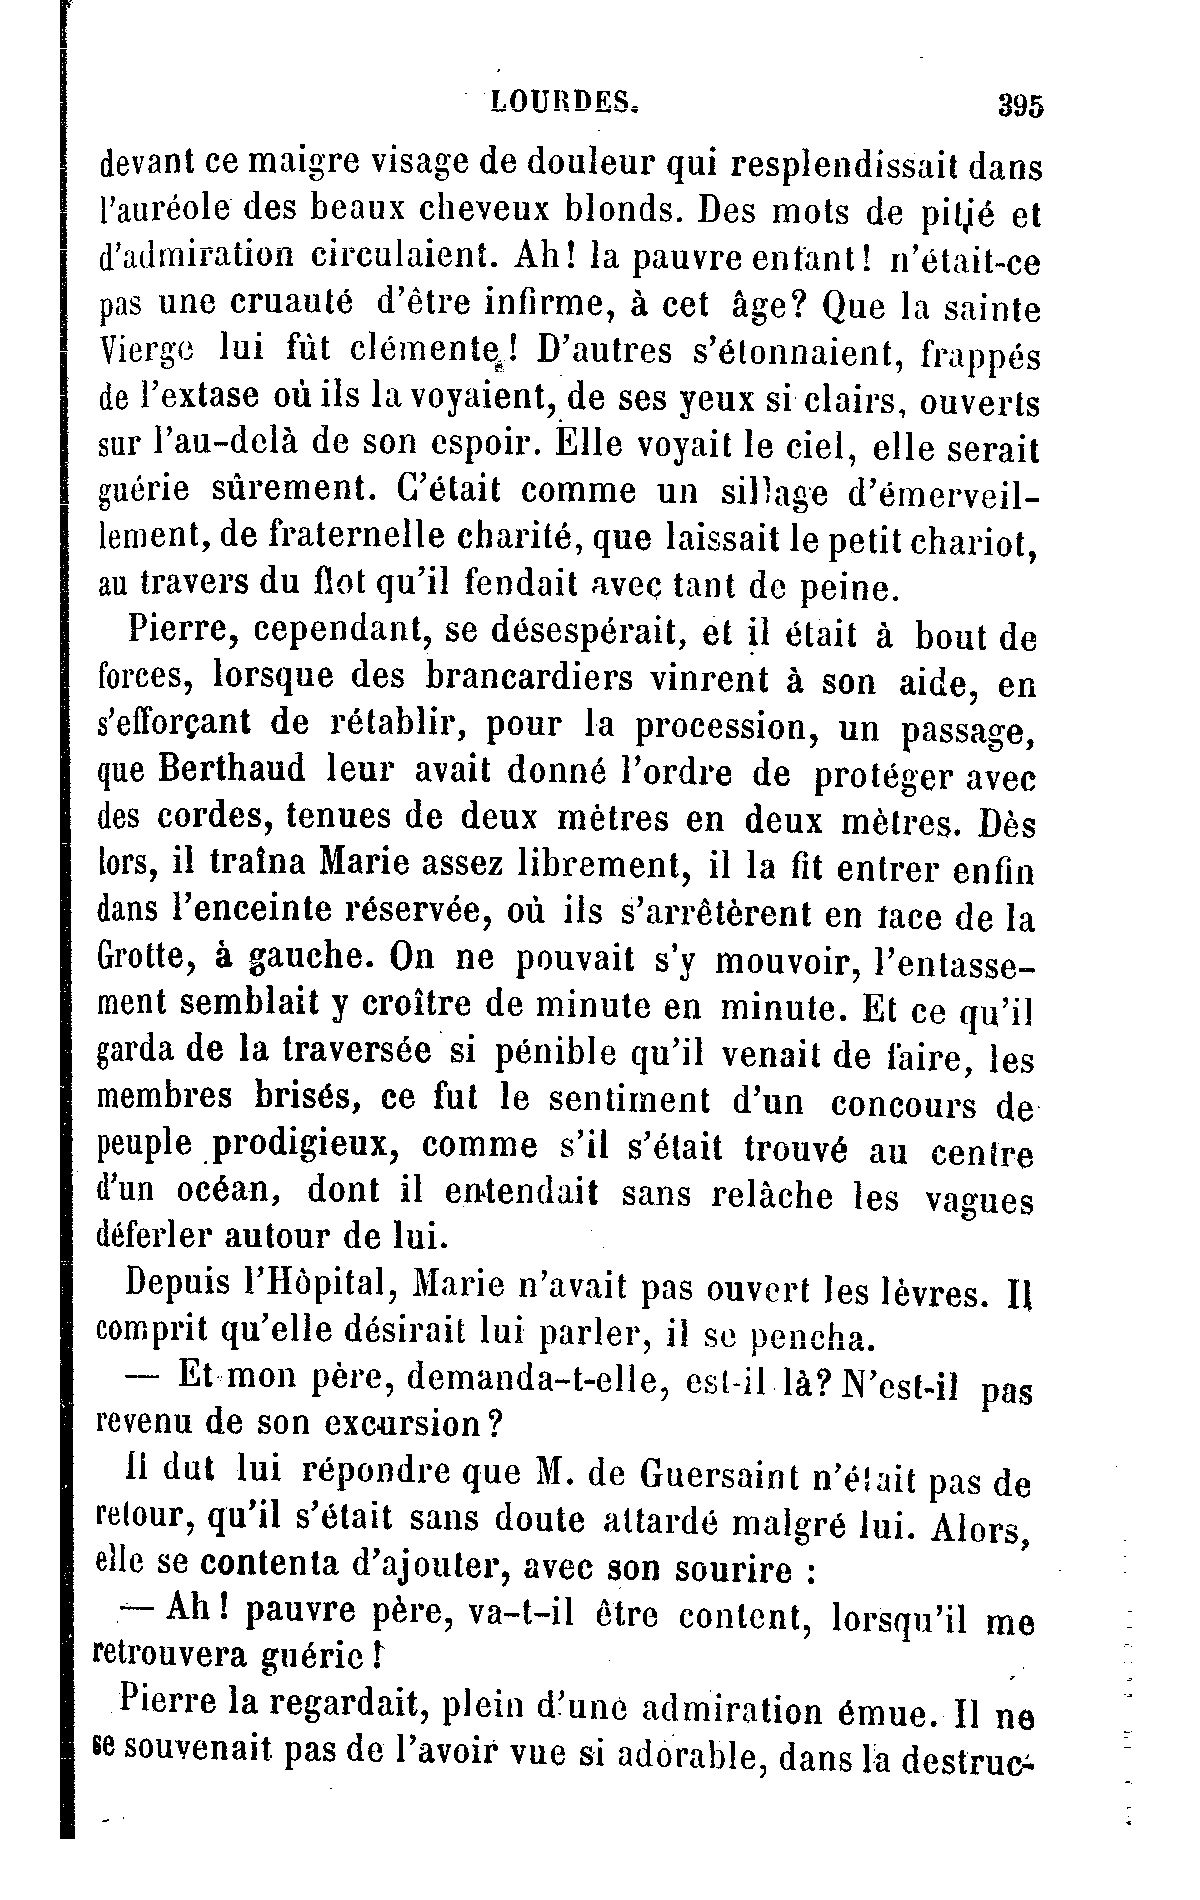 LOURDES. 395
devant ce maigre visage de douleur qui resplendissait dans
l'auréole des beaux cheveux blonds. Des mots de pitié et
d'admiration circulaient. Ah! la pauvre enfant! n'était-ce
pas une cruauté d'être infirme, à cet âge? Que la sainte
Vierge lui fût clémente! D'autres s'étonnaient, frappés
de l'extase où ils la voyaient, de ses yeux si clairs, ouverts
sur l'au-delà de son espoir. Elle voyait le ciel, elle serait
guérie sûrement. C'était comme un sillage d'émerveil-
lement, de fraternelle charité, que laissait le petit chariot,
au travers du flot qu'il fendait avec tant de peine.
Pierre, cependant, se désespérait, et il était à bout de
forces, lorsque des brancardiers vinrent à son aide, en
s'efforçant de rétablir, pour la procession, un passage,
que Berthaud leur avait donné l'ordre de protéger avec
des cordes, tenues de deux mètres en deux mètres. Dès
lors, il traîna Marie assez librement, il la fit entrer enfin
dans l'enceinte réservée, où ils s'arrêtèrent en face de la
Grotte, à gauche. On ne pouvait s'y mouvoir, l'entasse-
ment semblait y croître de minute en minute. Et ce qu'il
garda de la traversée si pénible qu'il venait de faire, les
membres brisés, ce fut le sentiment d'un concours de
peuple prodigieux, comme s'il s'était trouvé au centre
d'un océan, dont il entendait sans relâche les vagues
déferler autour de lui.
Depuis l'Hôpital, Marie n'avait pas ouvert les lèvres. Il
comprit qu'elle désirait lui parler, il se pencha.
— Et mon père, demanda-t-elle, est-il là? N'est-il pas
revenu de son excursion?
Il dut lui répondre que M. de Guersaint n'était pas de
retour, qu'il s'était sans doute attardé malgré lui. Alors,
elle se contenta d'ajouter, avec son sourire :
— Ah! pauvre père, va-t-il être content, lorsqu'il me
retrouvera guérie!
Pierre la regardait, plein d'une admiration émue. Il ne
se souvenait pas de l'avoir vue si adorable, dans la destruc-